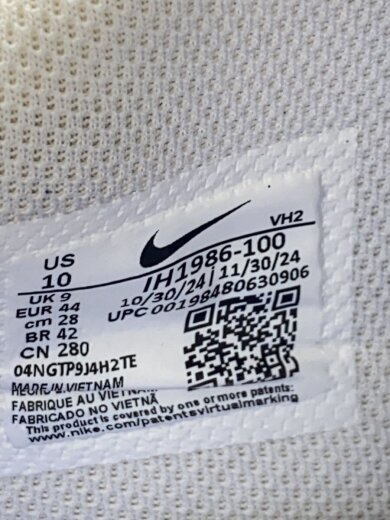 VH2
US
10
UK 9
EUR 44
cm 28
BR 42
CN 280
IH1986-100
10/30/24 | 11/30/24
UPC 00198480630906
04NGTP9J4H2TE
MADE IN VIETNAM
FABRIQUE AU VIETNAM
FABRICADO NO VIETNÃ
This product is covered by one or more patents:
www.nike.com/patentsvirtualmarking